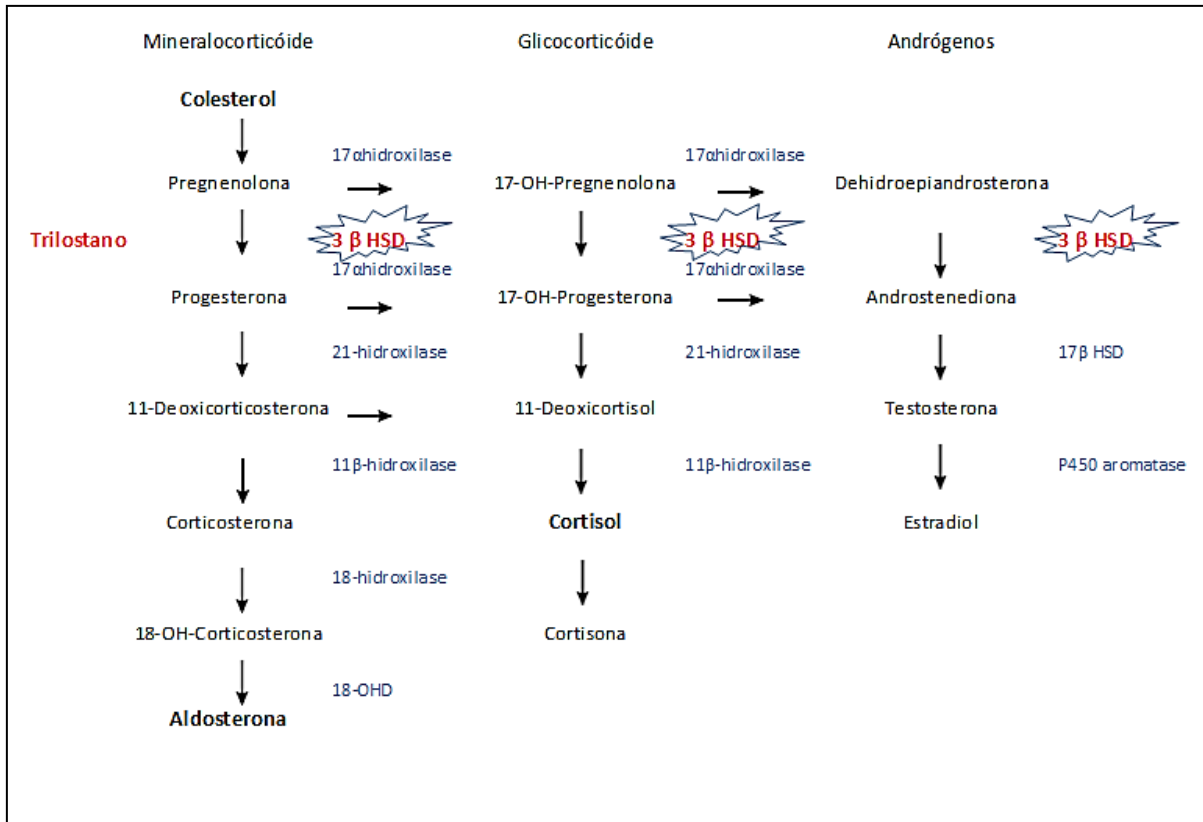 Mineralocorticóide Glicocorticóide Andrógenos
Colesterol
17αhidroxilase 17αhidroxilase
Pregnenolona 17-OH-Pregnenolona Dehidroepiandrosterona
Trilostano 3 β HSD 3 β HSD 3 β HSD
17αhidroxilase 17αhidroxilase
Progesterona 17-OH-Progesterona Androstenediona
21-hidroxilase 21-hidroxilase 17β HSD
11-Deoxicorticosterona 11-Deoxicortisol Testosterona
11β-hidroxilase 11β-hidroxilase P450 aromatase
Corticosterona Cortisol Estradiol
18-hidroxilase
18-OH-Corticosterona Cortisona
18-OHD
Aldosterona